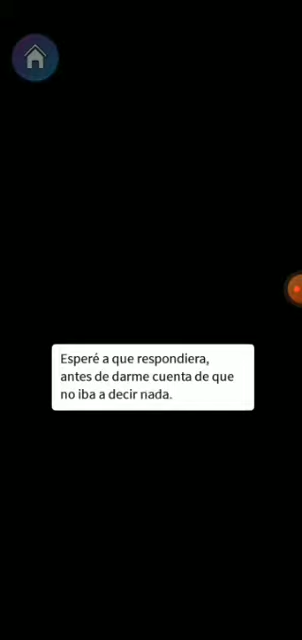 Esperé a que respondiera,
antes de darme cuenta de que
no iba a decir nada.